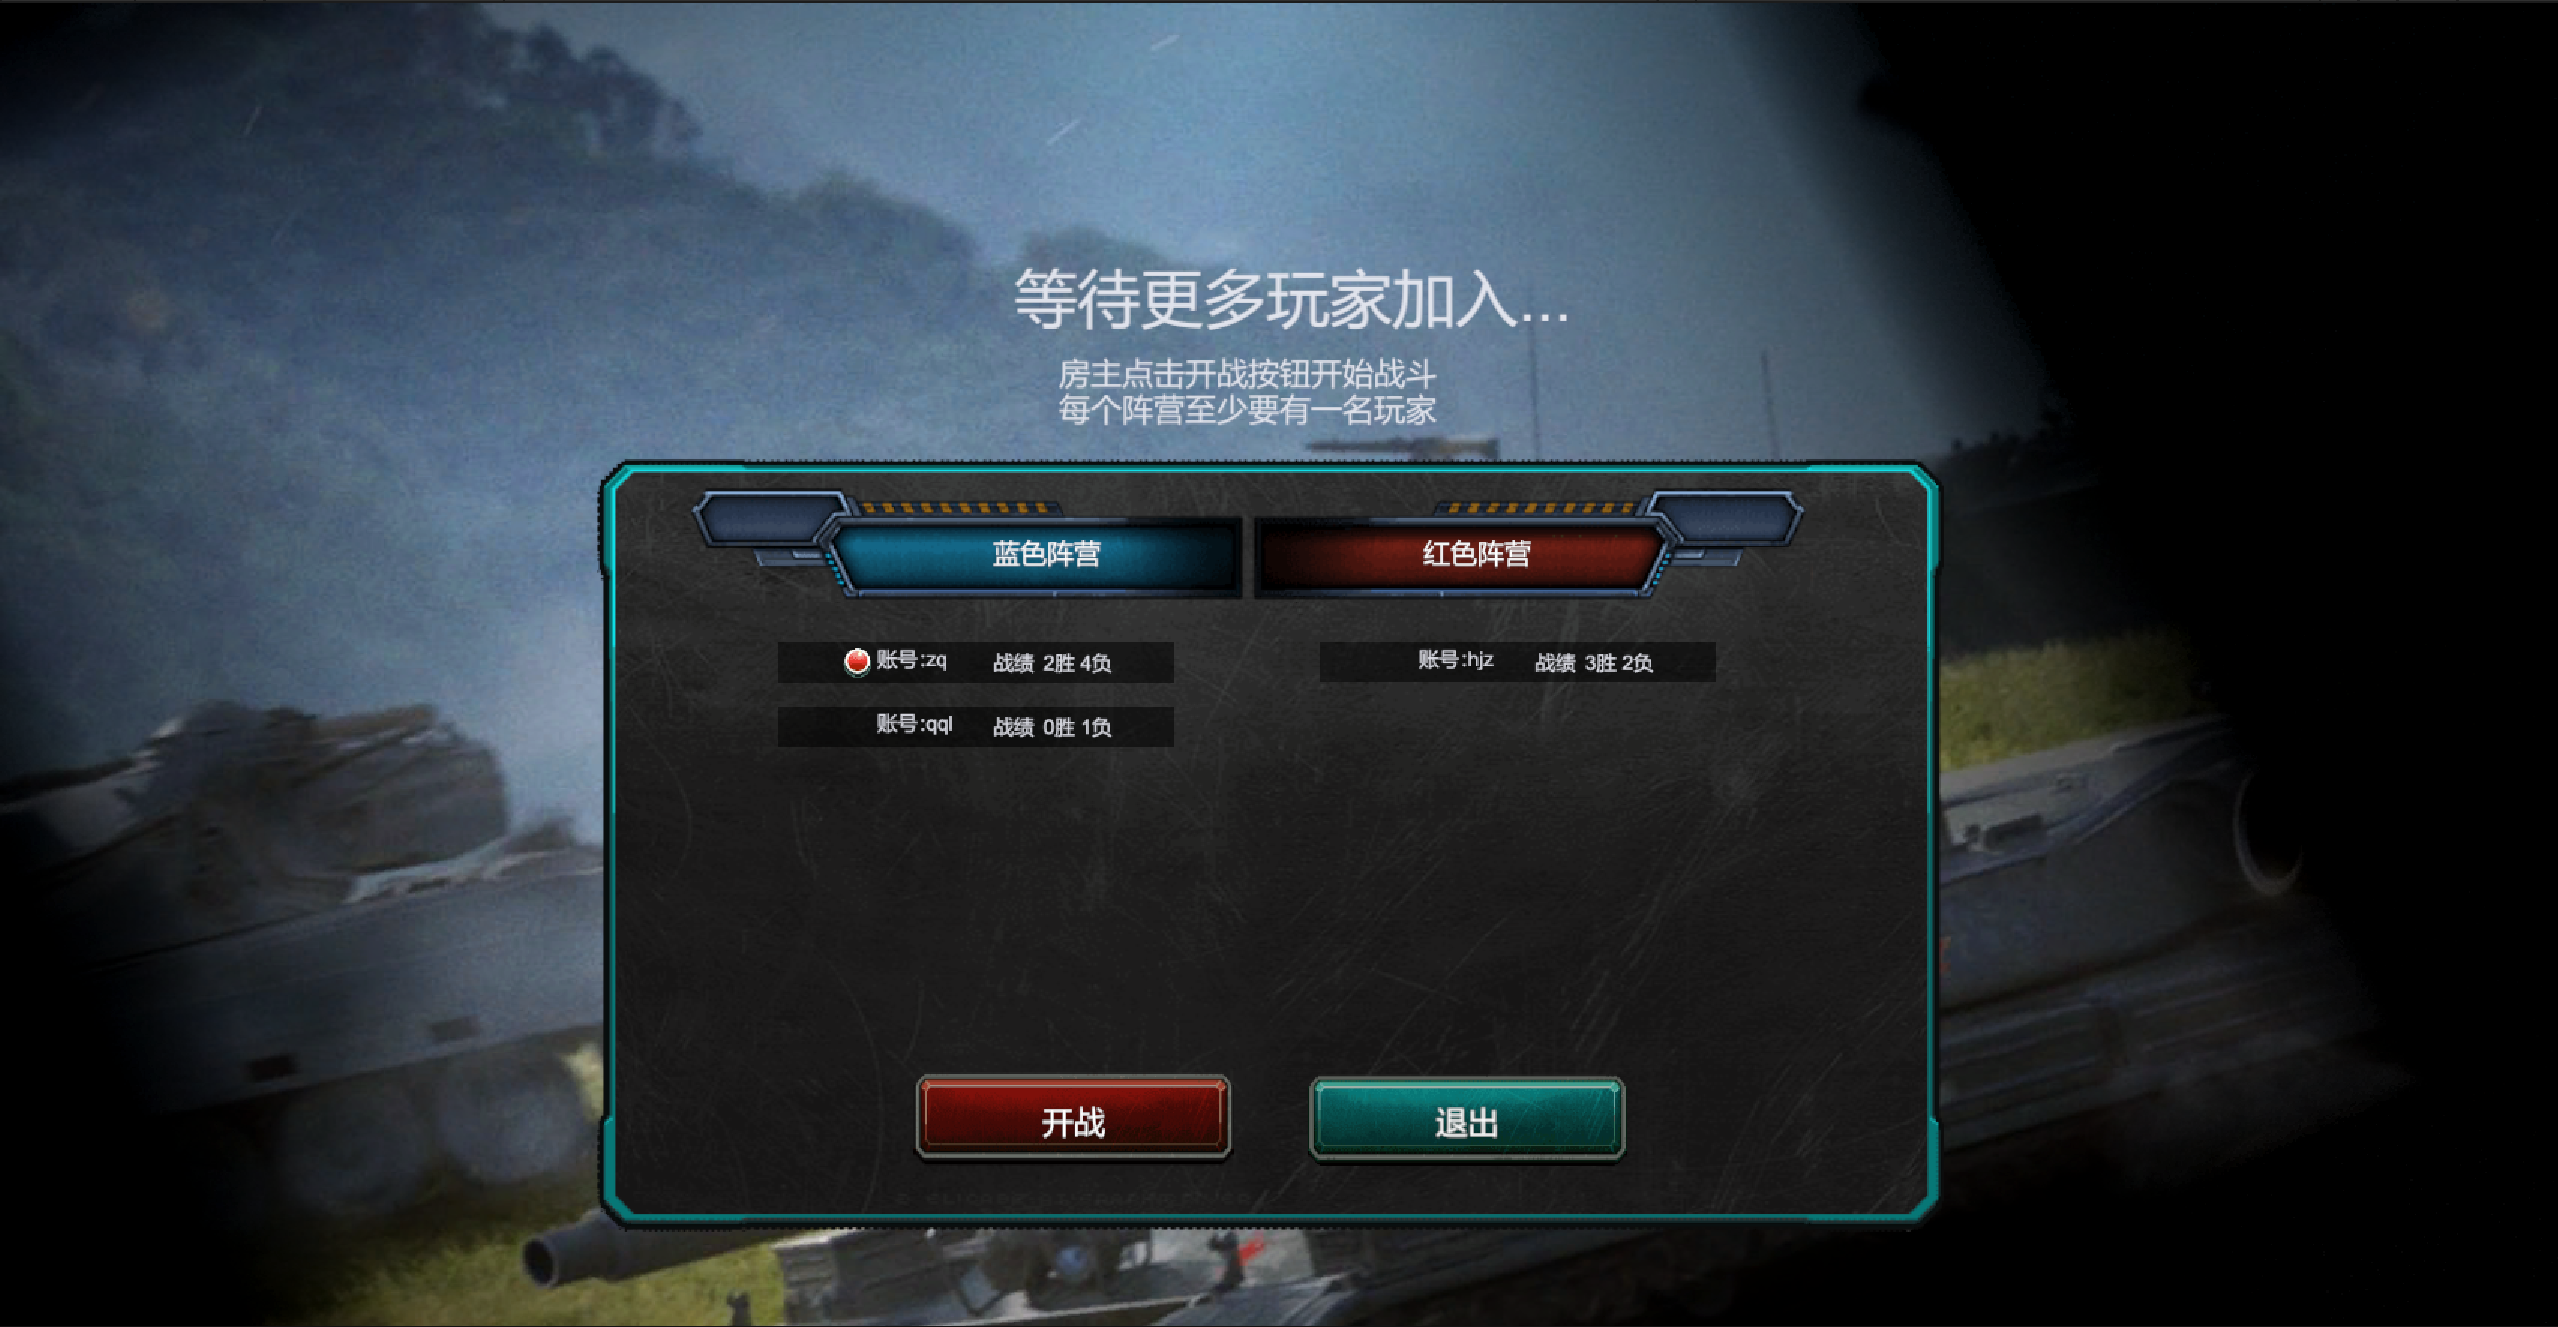 等待更多玩家加入...
房主点击开战按钮开始战斗
每个阵营至少要有一名玩家
蓝色阵营
红色阵营
账号:zq 战绩 2胜 4负
账号:hjz 战绩 3胜 2负
账号:qql 战绩 0胜 1负
开战
退出